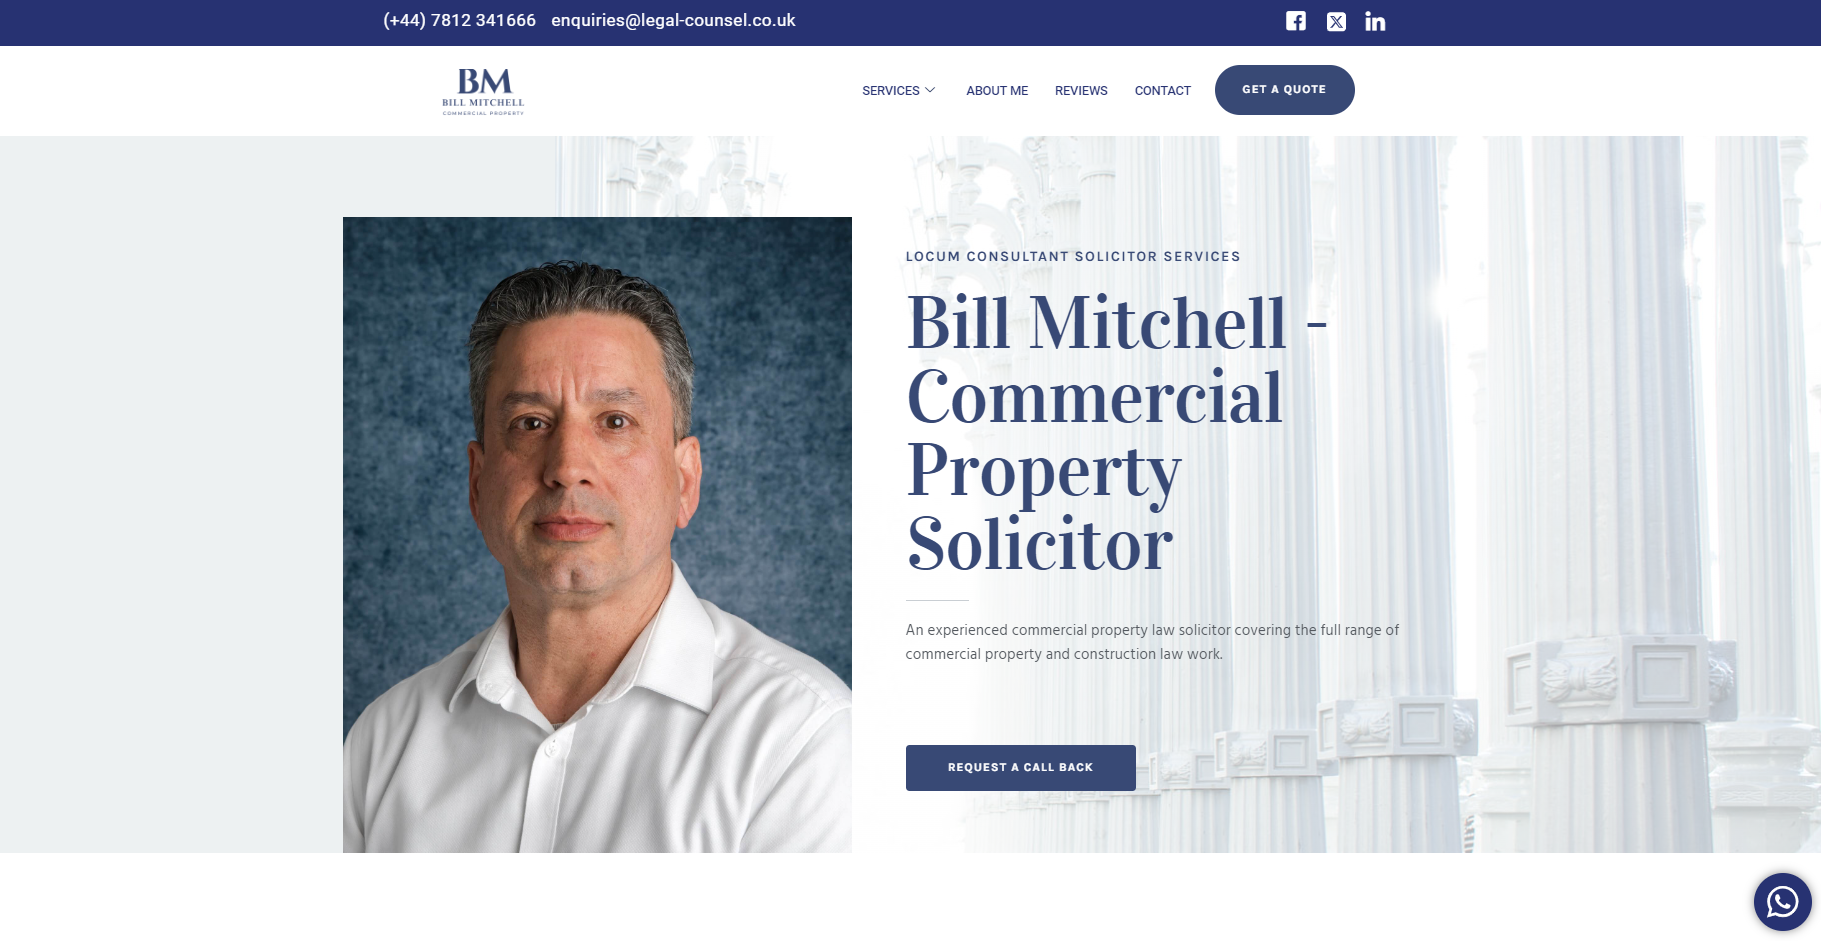 (+44) 7812 341666 enquiries@legal-counsel.co.uk
BM
BILL MITCHELL
COMMERCIAL PROPERTY
SERVICES ABOUT ME REVIEWS CONTACT GET A QUOTE
LOCUM CONSULTANT SOLICITOR SERVICES
Bill Mitchell -
Commercial
Property
Solicitor
An experienced commercial property law solicitor covering the full range of
commercial property and construction law work.
REQUEST A CALL BACK